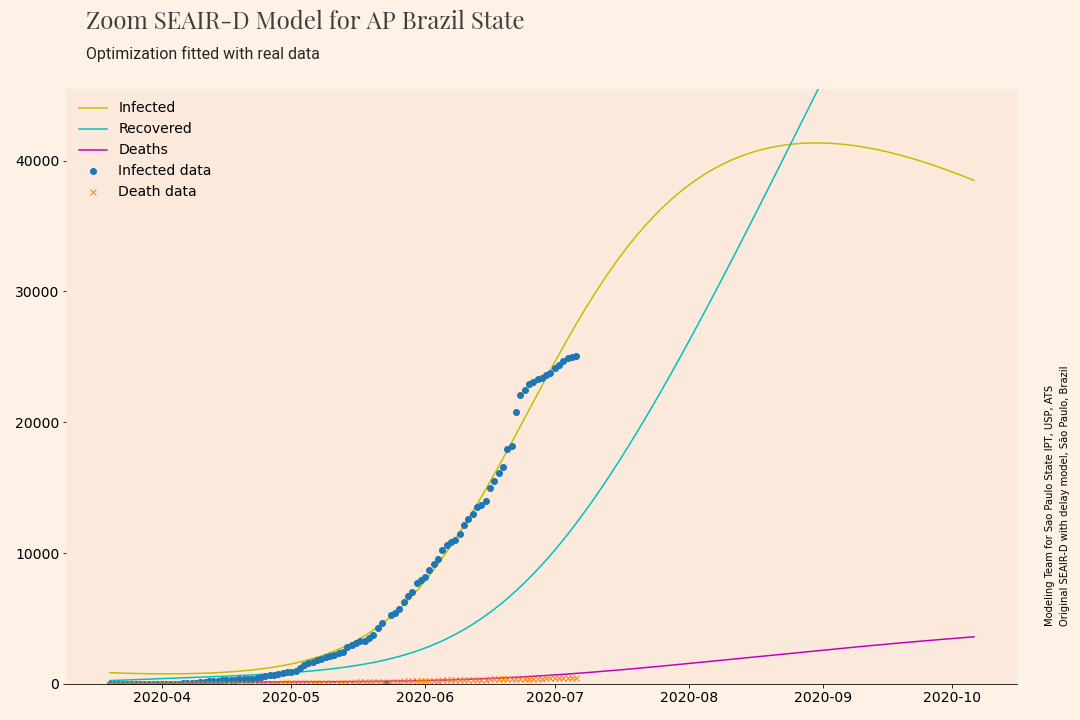 Zoom SEAIR-D Model for AP Brazil State
Optimization fitted with real data
Infected
Recovered
Deaths
Infected data
Death data
40000
30000
20000
10000
0
2020-04
2020-05
2020-06
2020-07
2020-08
2020-09
2020-10
Modeling Team for Sao Paulo State IPT, USP, ATS
Original SEAIR-D with delay model, São Paulo, Brazil